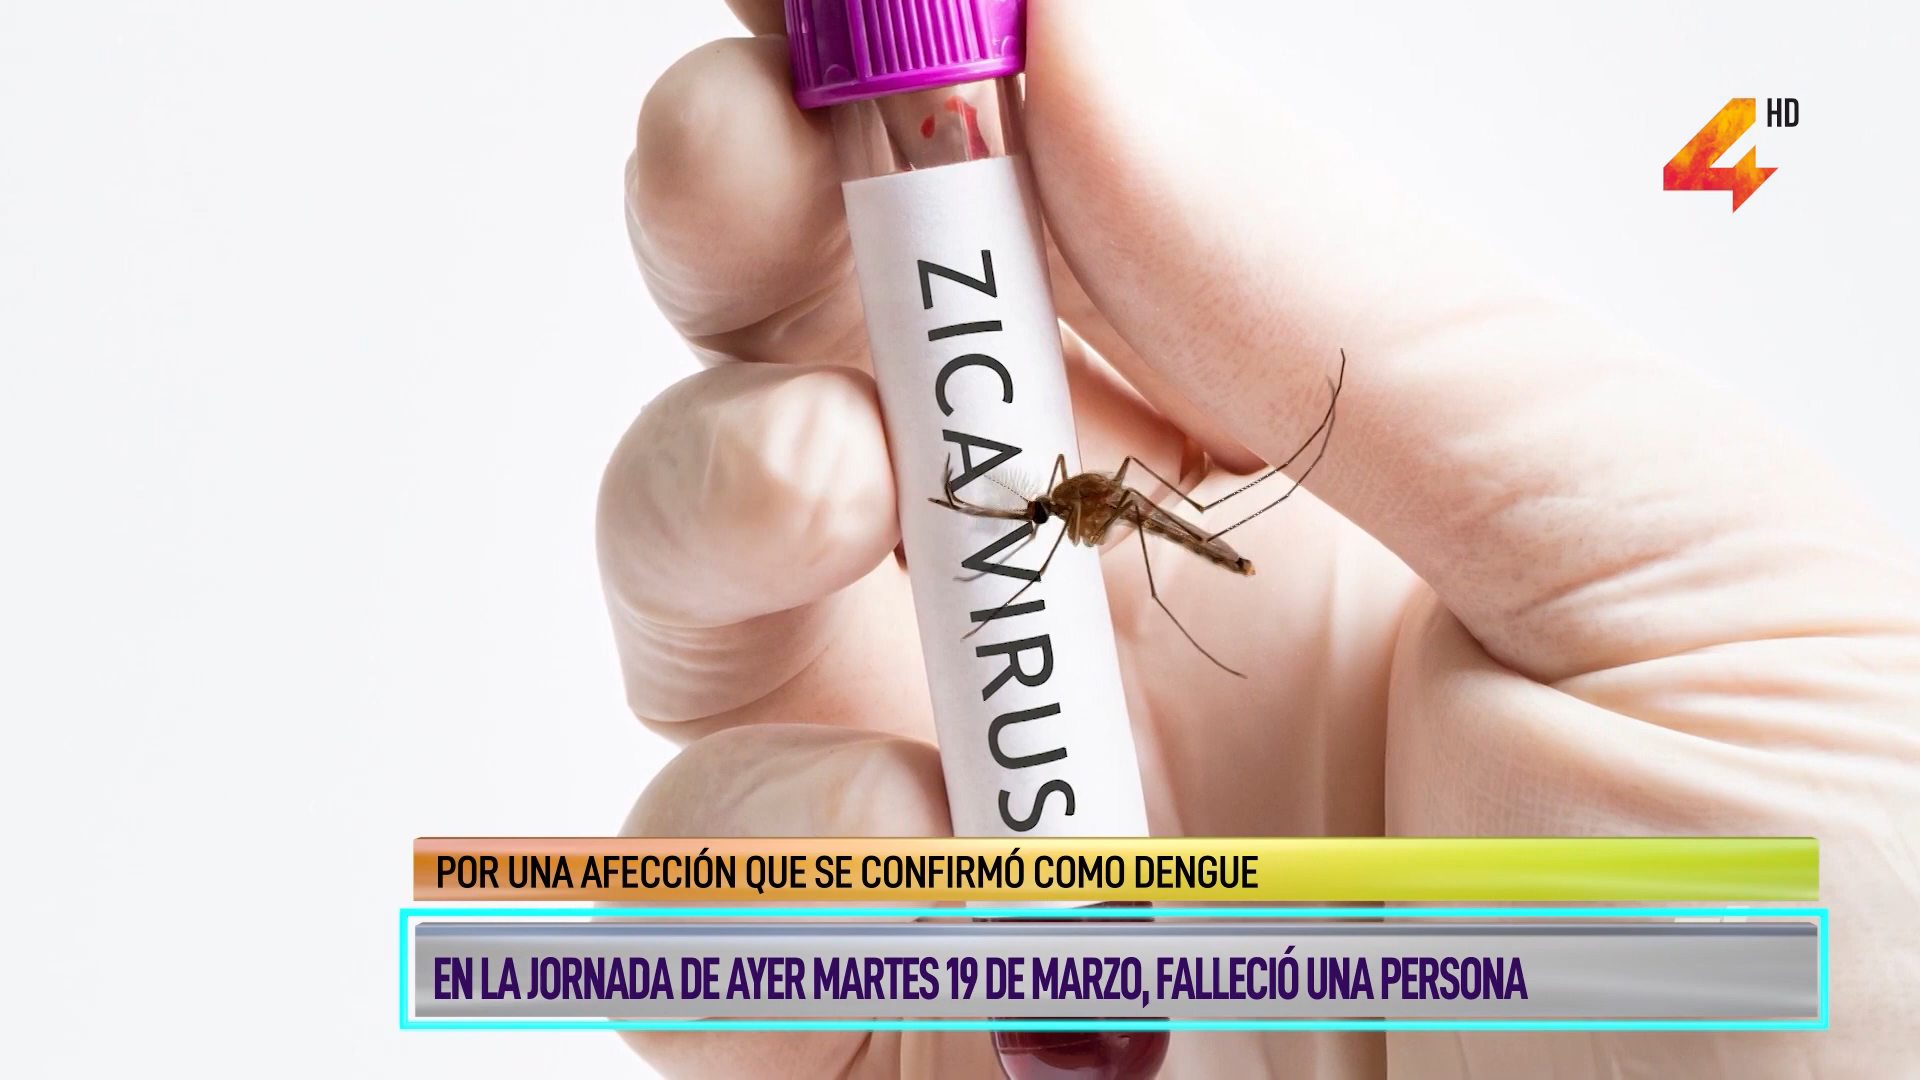 4 HD
ZICA VIRUS
POR UNA AFECCIÓN QUE SE CONFIRMÓ COMO DENGUE
EN LA JORNADA DE AYER MARTES 19 DE MARZO, FALLECIÓ UNA PERSONA